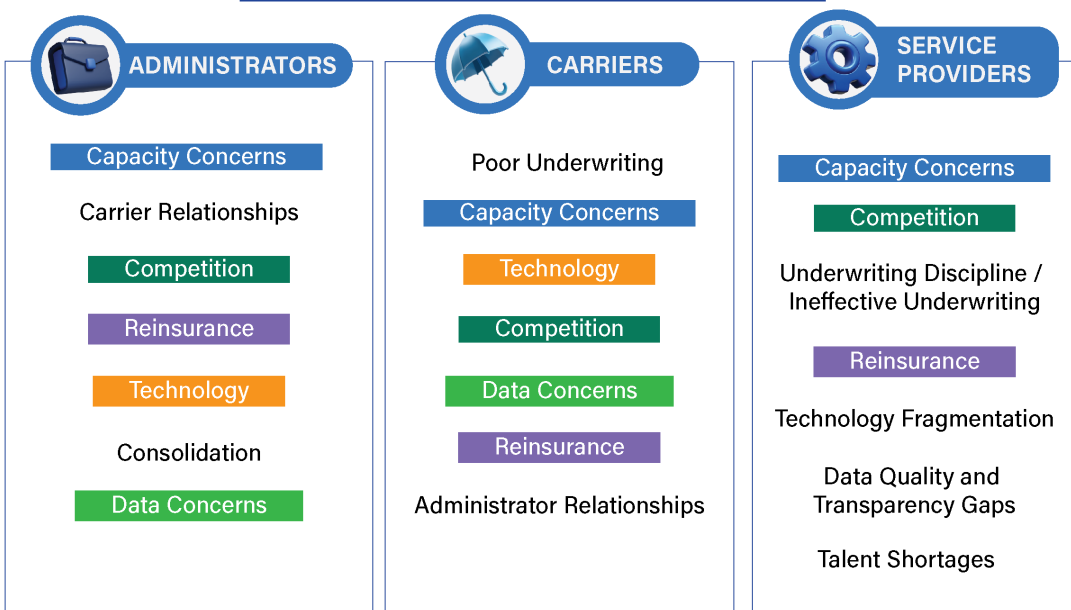 ADMINISTRATORS
Capacity Concerns
Carrier Relationships
Competition
Reinsurance
Technology
Consolidation
Data Concerns
CARRIERS
Poor Underwriting
Capacity Concerns
Technology
Competition
Data Concerns
Reinsurance
Administrator Relationships
SERVICE
PROVIDERS
Capacity Concerns
Competition
Underwriting Discipline /
Ineffective Underwriting
Reinsurance
Technology Fragmentation
Data Quality and
Transparency Gaps
Talent Shortages